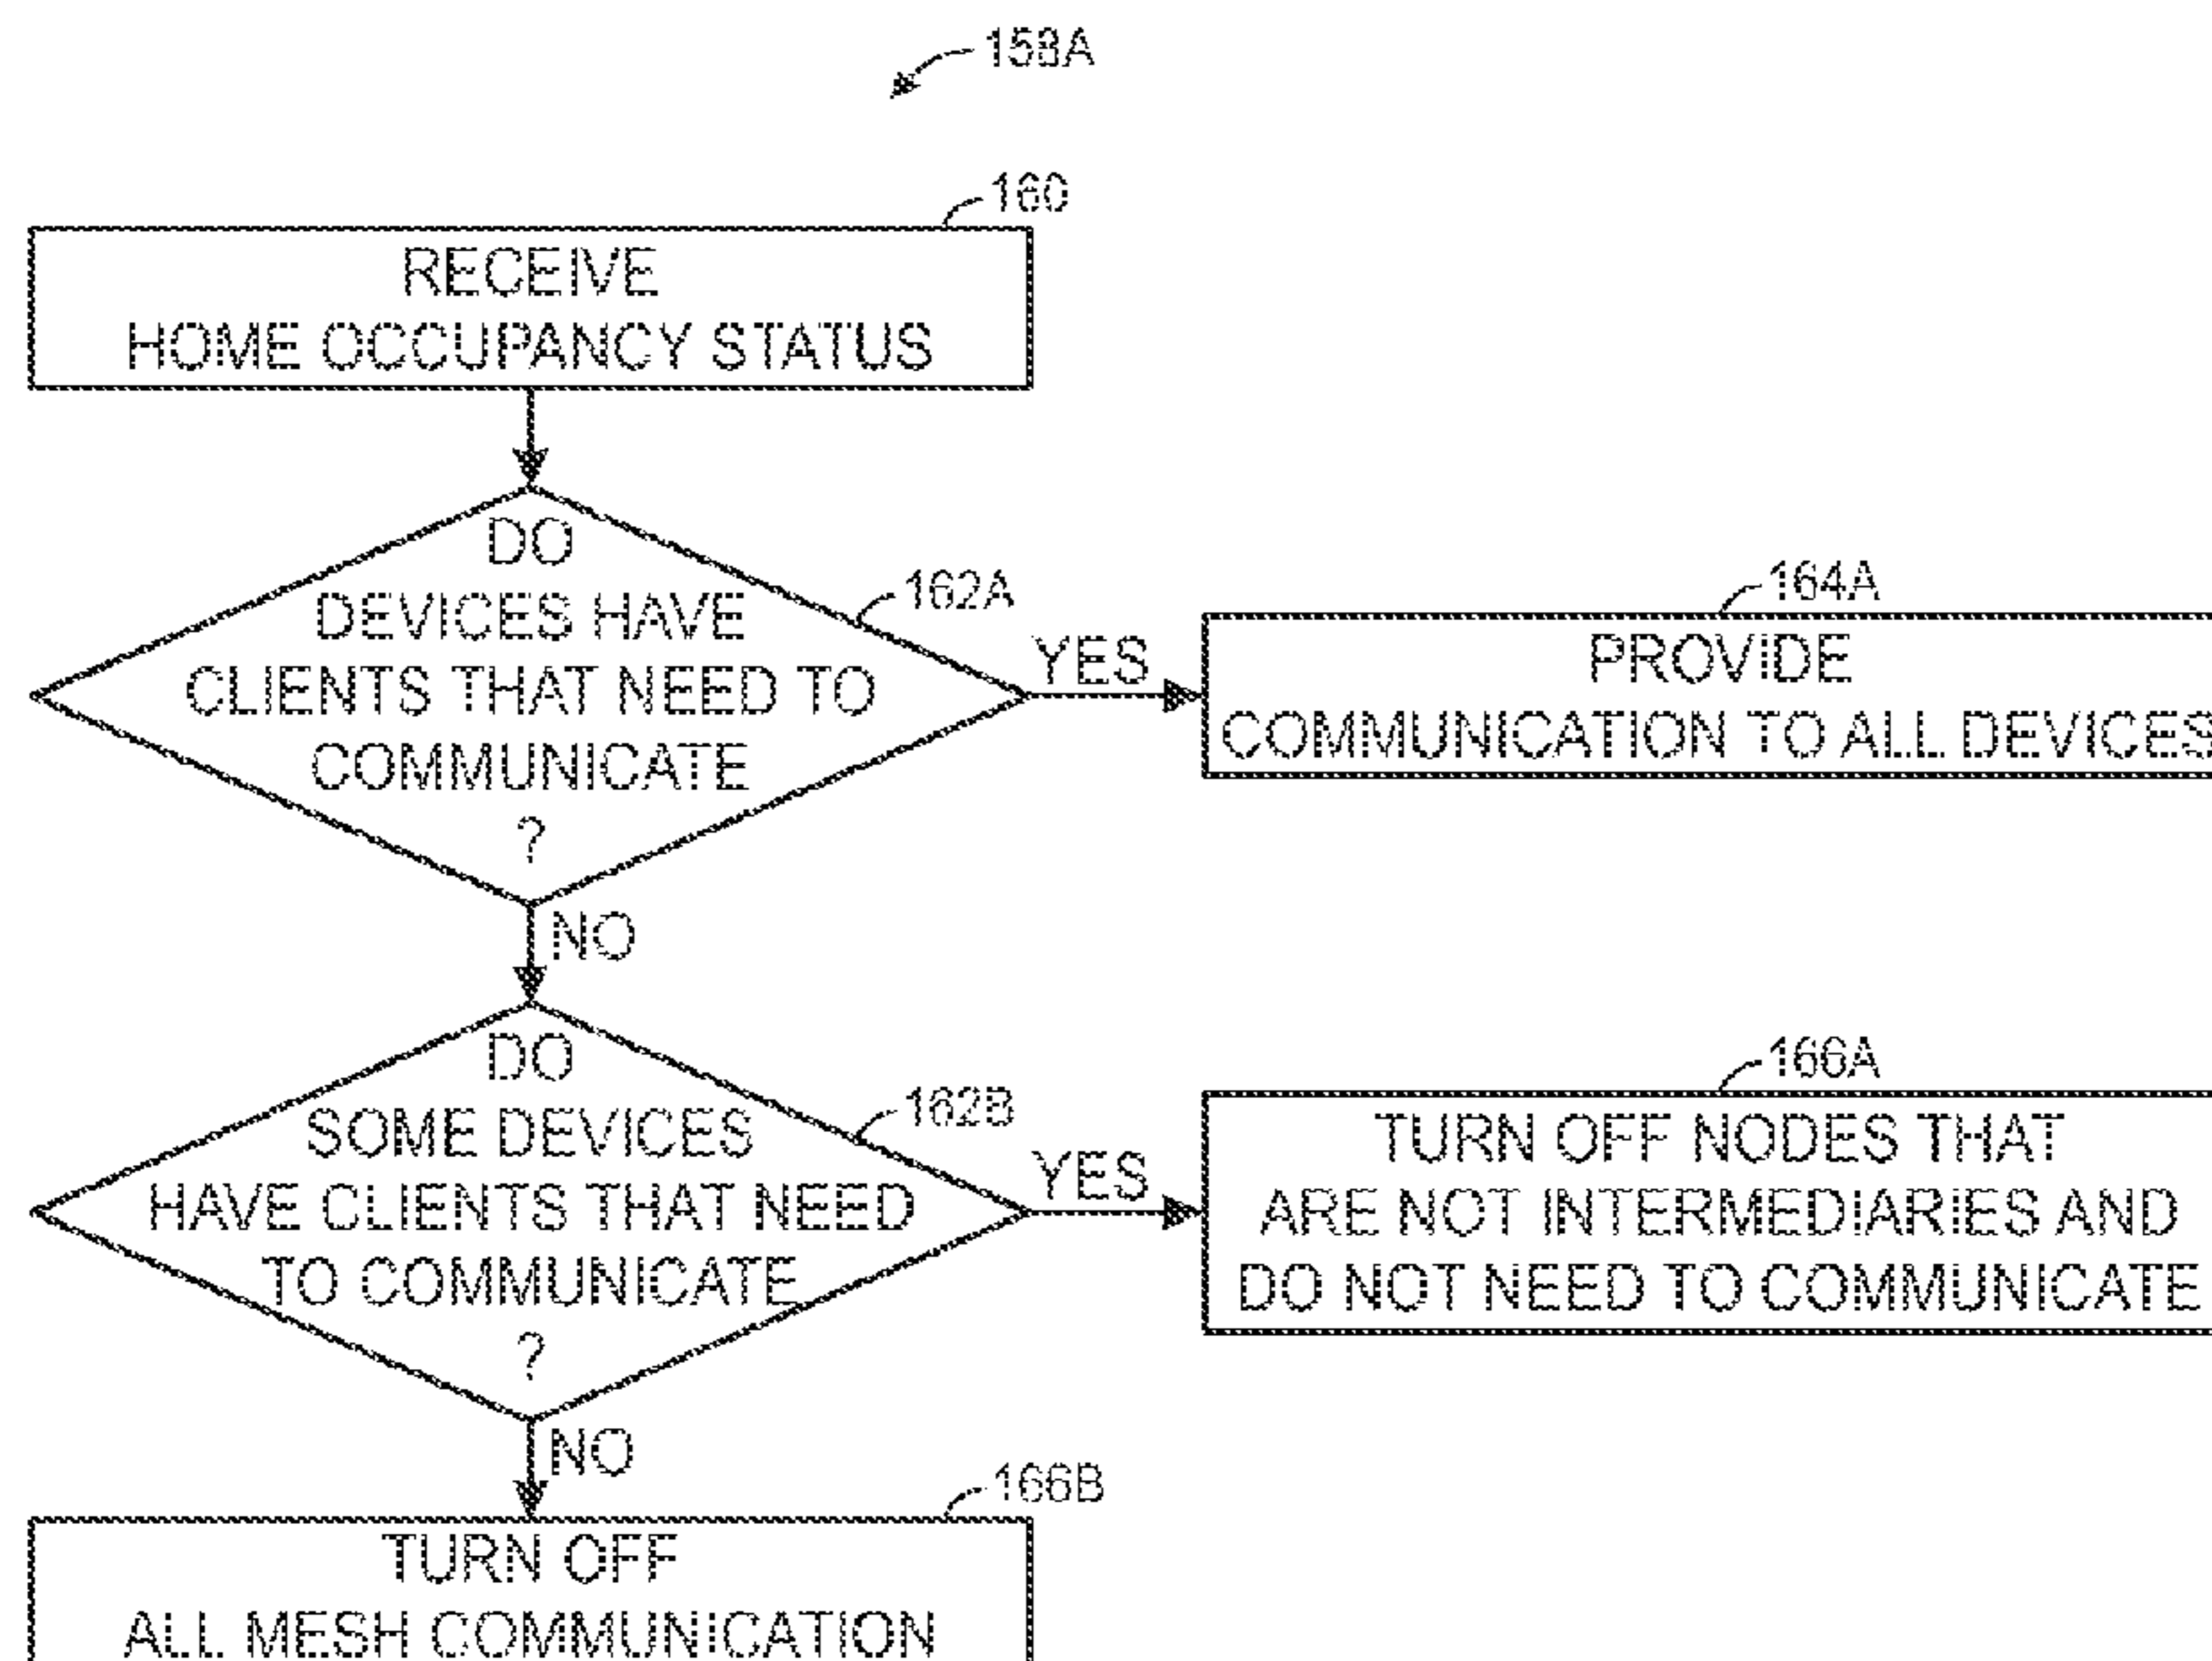 158A
160
RECEIVE
HOME OCCUPANCY STATUS
DO
DEVICES HAVE
CLIENTS THAT NEED TO
COMMUNICATE
?
162A
YES
164A
PROVIDE
COMMUNICATION TO ALL DEVICES
NO
DO
SOME DEVICES
HAVE CLIENTS THAT NEED
TO COMMUNICATE
?
162B
YES
166A
TURN OFF NODES THAT
ARE NOT INTERMEDIARIES AND
DO NOT NEED TO COMMUNICATE
NO
166B
TURN OFF
ALL MESH COMMUNICATION